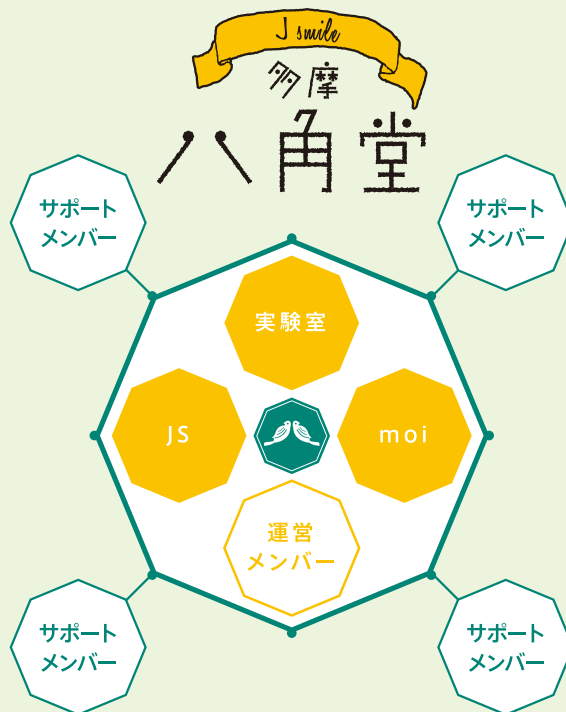 J smile
多摩
八角堂
サポート
メンバー
サポート
メンバー
実験室
JS
moi
運営
メンバー
サポート
メンバー
サポート
メンバー